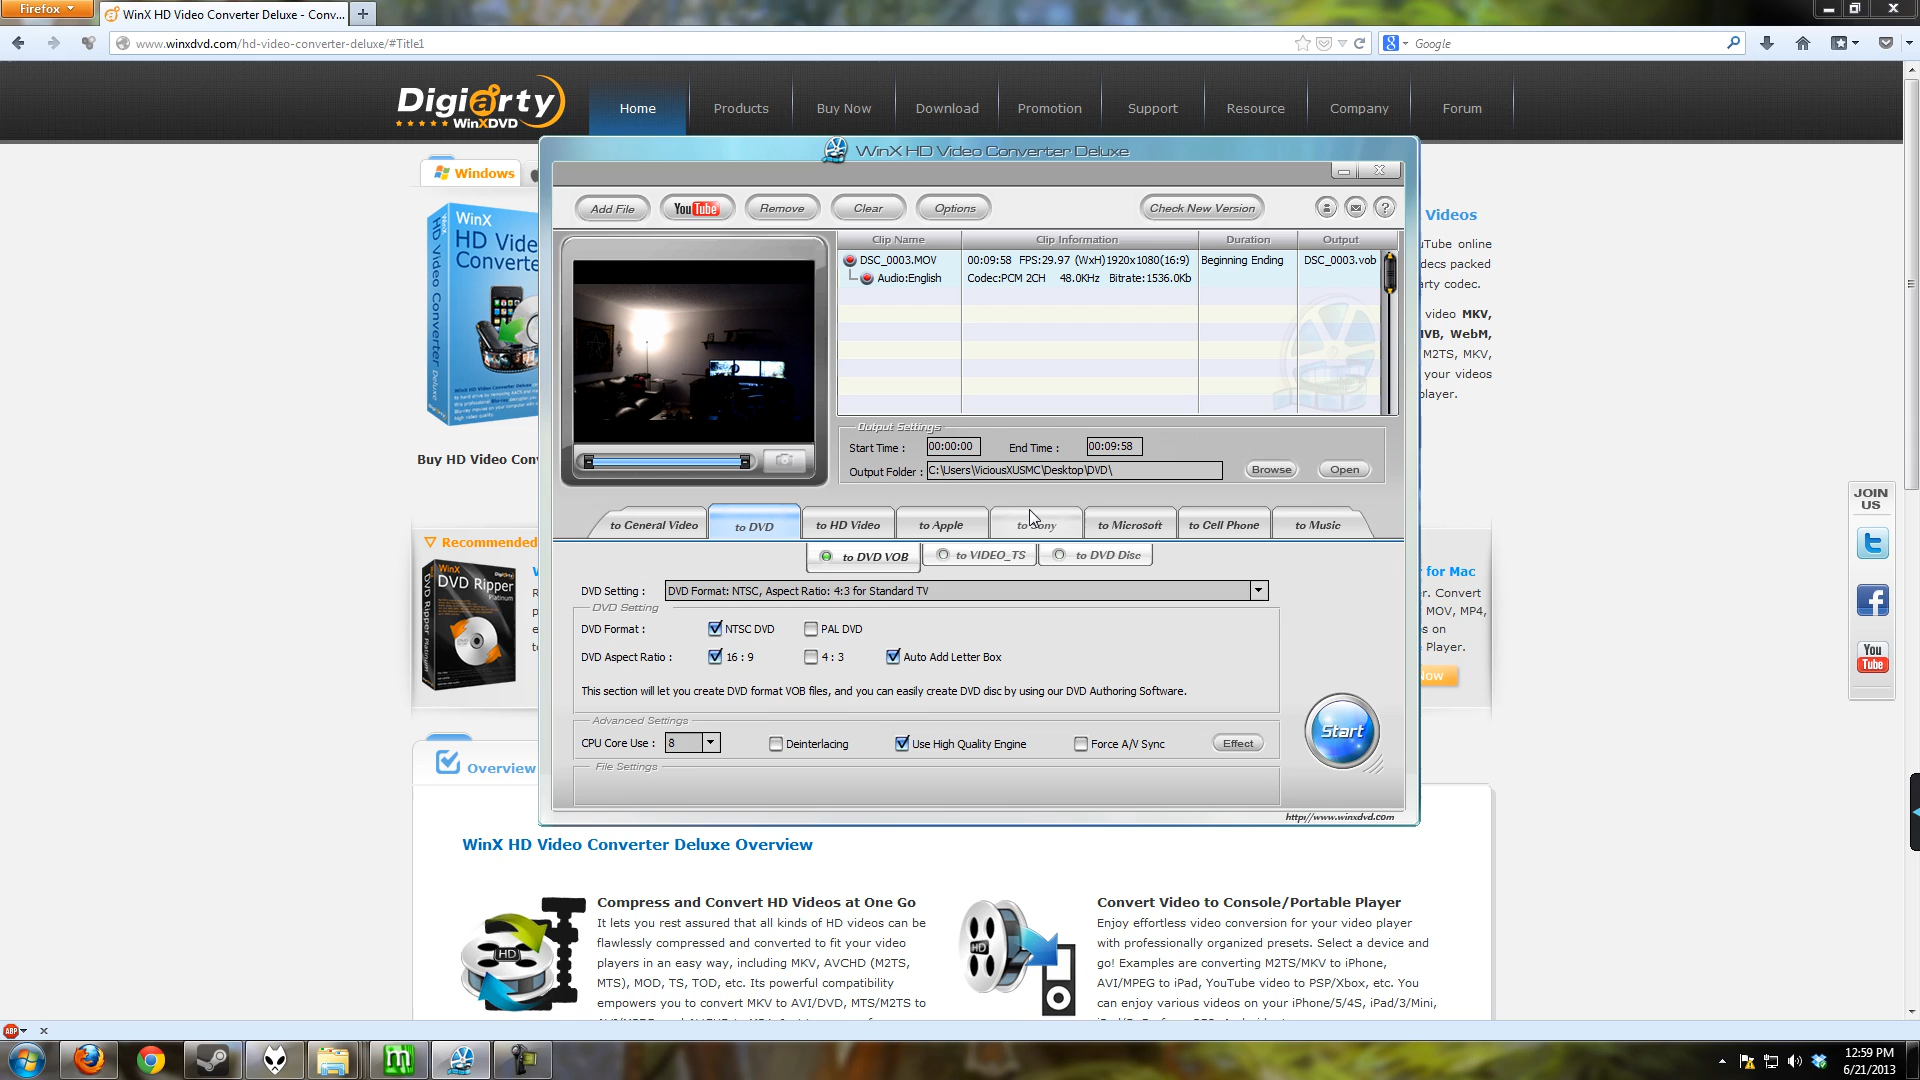 Firefox
WinX HD Video Converter Deluxe - Conv...
www.winxdvd.com/hd-video-converter-deluxe/#Title1
Google
Digiarty
WinXDVD
Home
Products
Buy Now
Download
Promotion
Support
Resource
Company
Forum
Windows
WinX HD Video Converter Deluxe
Add File
YouTube
Remove
Clear
Options
Check New Version
Clip Name
Clip Information
Duration
Output
DSC_0003.MOV
00:09:58 FPS:29.97 (WxH)1920x1080(16:9)
Beginning Ending
DSC_0003.vob
Audio:English
Codec:PCM 2CH 48.0KHz Bitrate:1536.0Kb
Output Settings
Start Time :
00:00:00
End Time :
00:09:58
Output Folder :
C:\Users\ViciousXUSMC\Desktop\DVD\
Browse
Open
to General Video
to DVD
to HD Video
to Apple
to Sony
to Microsoft
to Cell Phone
to Music
to DVD VOB
to VIDEO_TS
to DVD Disc
DVD Setting :
DVD Format: NTSC, Aspect Ratio: 4:3 for Standard TV
DVD Setting
DVD Format :
NTSC DVD
PAL DVD
DVD Aspect Ratio :
16 : 9
4 : 3
Auto Add Letter Box
This section will let you create DVD format VOB files, and you can easily create DVD disc by using our DVD Authoring Software.
Advanced Settings
CPU Core Use :
8
Deinterlacing
Use High Quality Engine
Force A/V Sync
Effect
Start
File Settings
http//www.winxdvd.com
WinX
HD Vide
Converte
HD Video Converter Deluxe
Buy HD Video Con
Recommended
WinX
DVD Ripper
Platinum
Videos
uTube online
decs packed
arty codec.
video MKV,
MVB, WebM,
M2TS, MKV,
your videos
player.
for Mac
r. Convert
MOV, MP4,
s on
Player.
Now
JOIN
US
You
Tube
Overview
WinX HD Video Converter Deluxe Overview
Compress and Convert HD Videos at One Go
It lets you rest assured that all kinds of HD videos can be
flawlessly compressed and converted to fit your video
players in an easy way, including MKV, AVCHD (M2TS,
MTS), MOD, TS, TOD, etc. Its powerful compatibility
empowers you to convert MKV to AVI/DVD, MTS/M2TS to
HD
Convert Video to Console/Portable Player
Enjoy effortless video conversion for your video player
with professionally organized presets. Select a device and
go! Examples are converting M2TS/MKV to iPhone,
AVI/MPEG to iPad, YouTube video to PSP/Xbox, etc. You
can enjoy various videos on your iPhone/5/4S, iPad/3/Mini,
HD
ABP
12:59 PM
6/21/2013